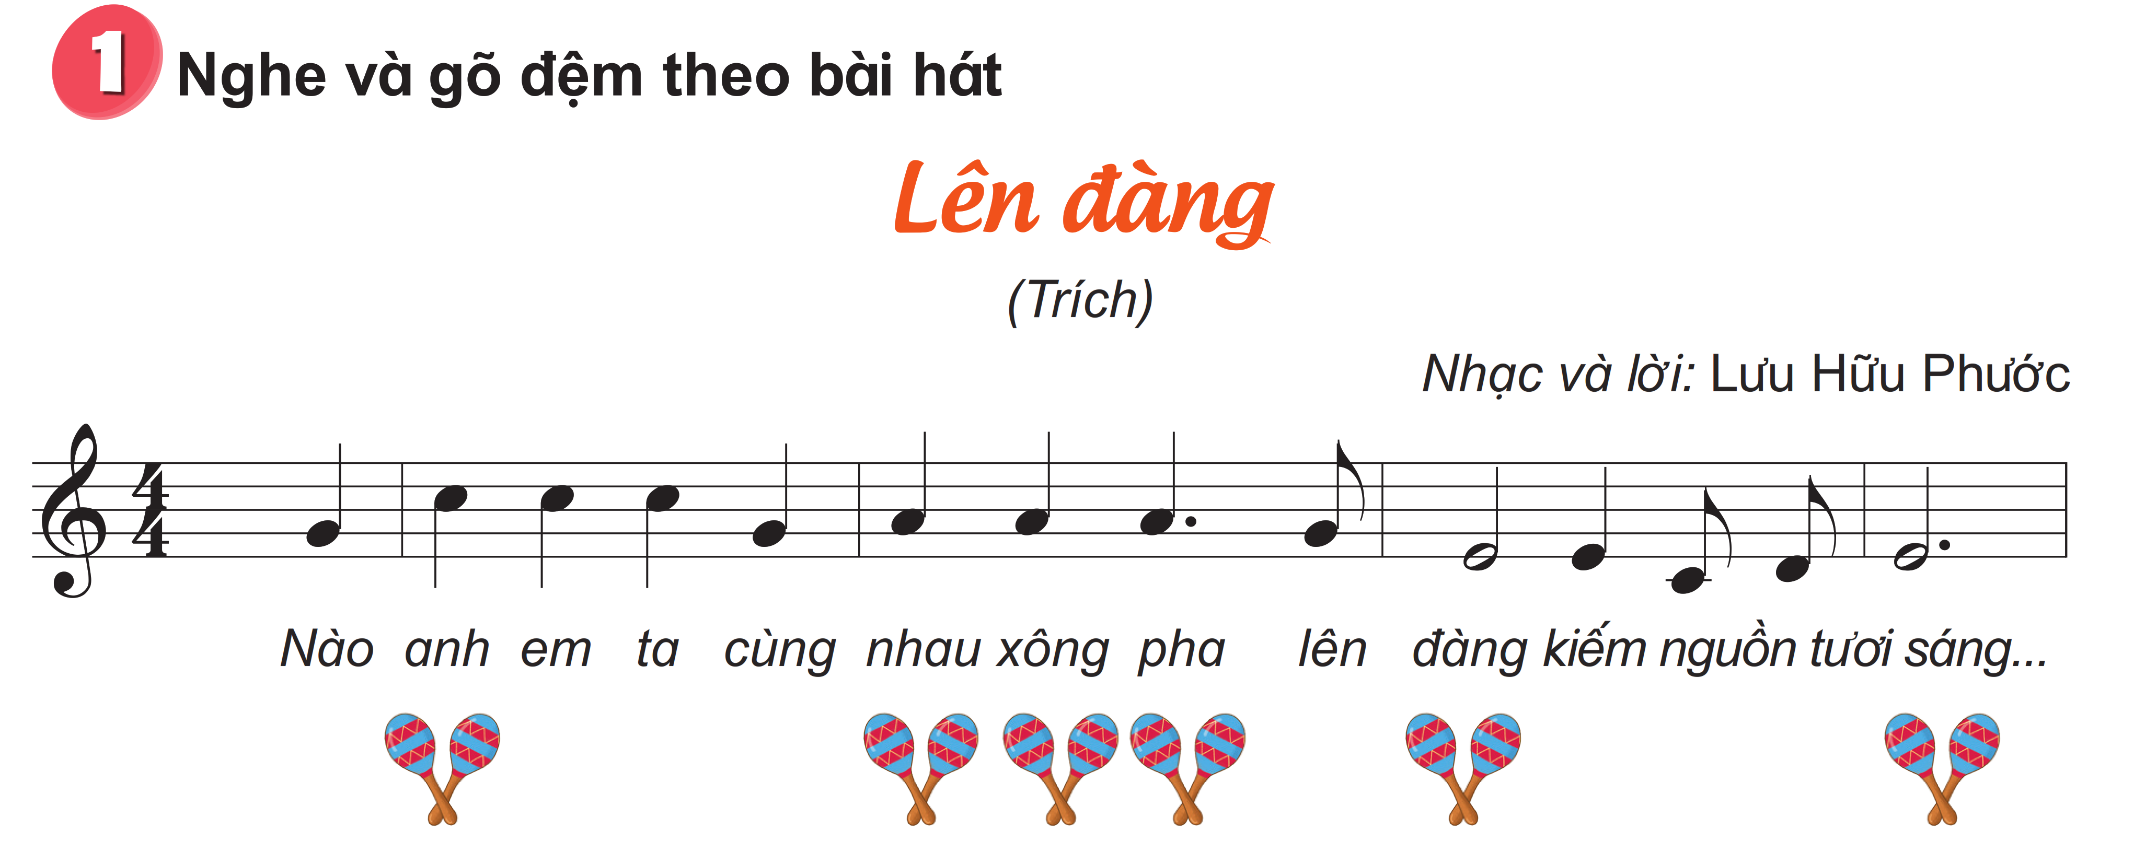 1 Nghe và gõ đệm theo bài hát
Lên đàng
(Trích)
Nhạc và lời: Lưu Hữu Phước
4
4
Nào anh em ta cùng nhau xông pha lên đàng kiếm nguồn tươi sáng...